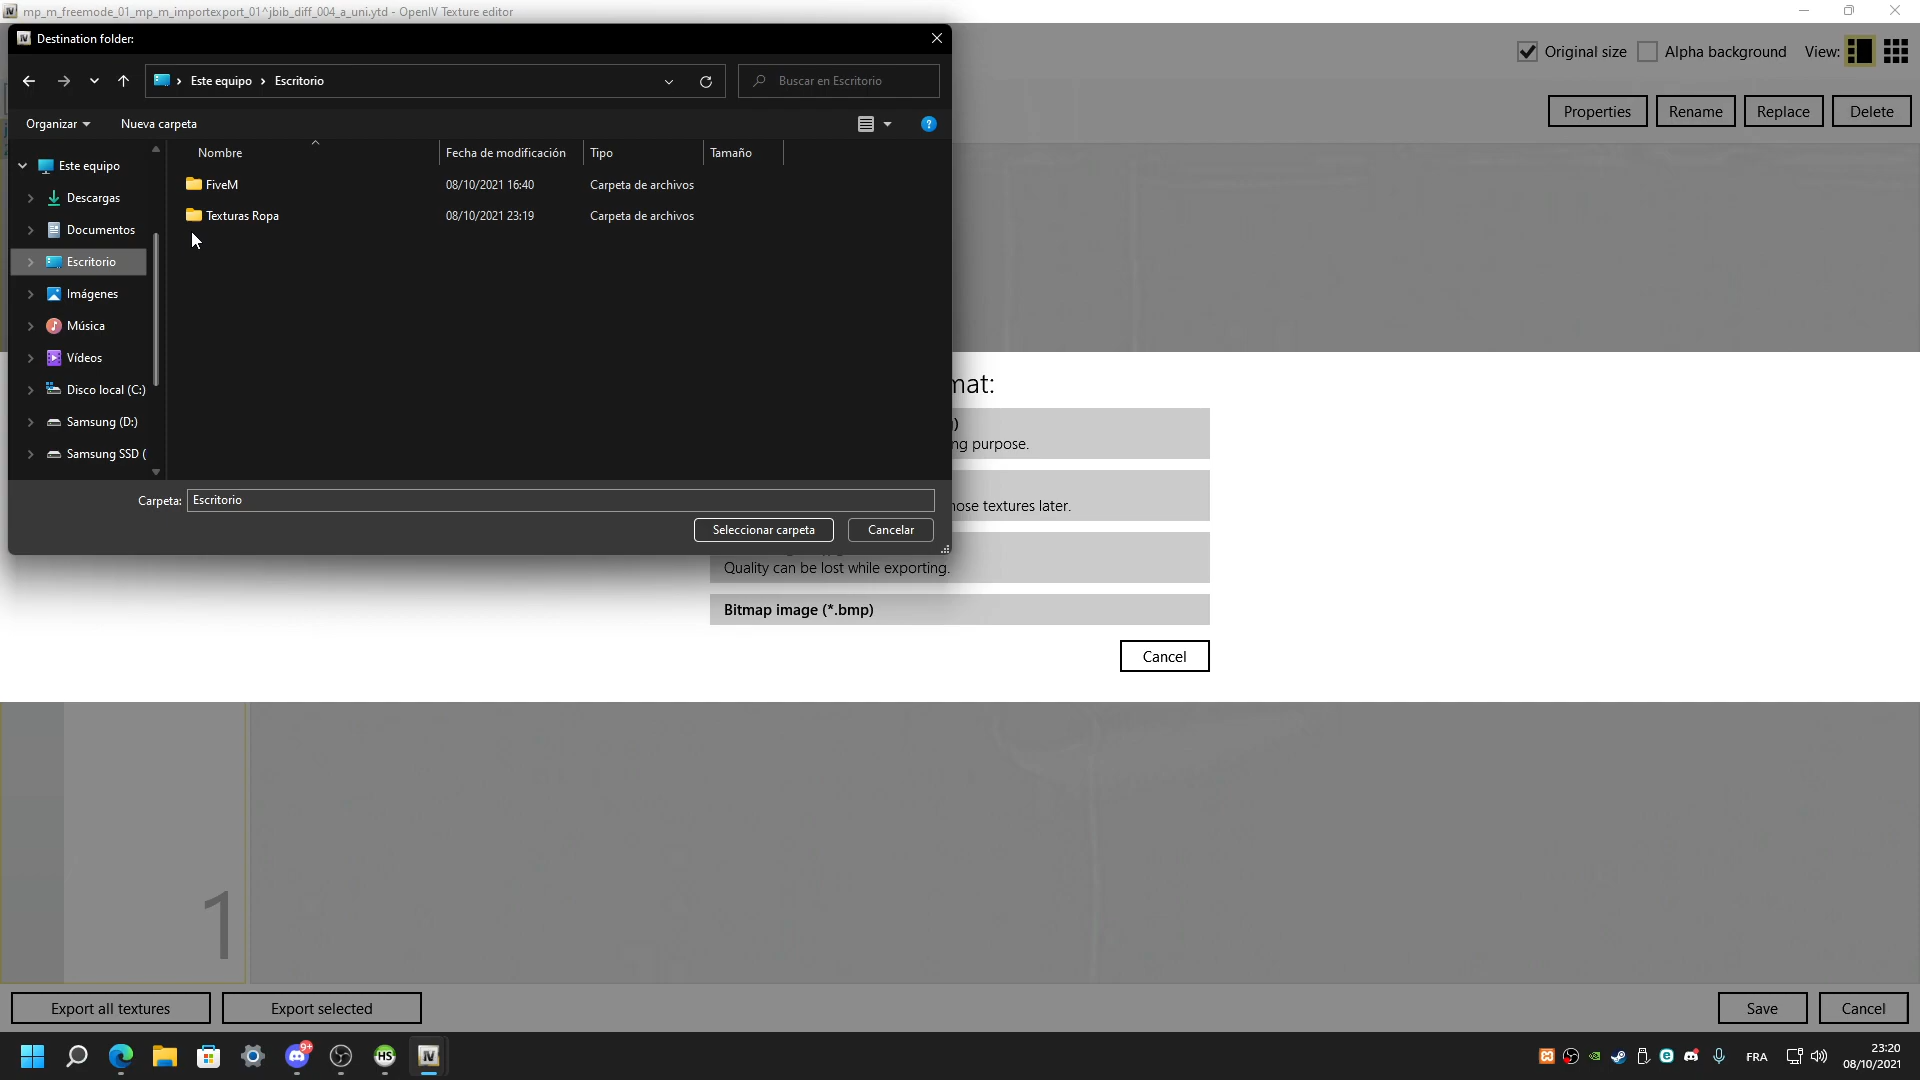 mp_m_freemode_01_mp_m_importexport_01^jbib_diff_004_a_uni.ytd - OpenIV Texture editor
Destination folder:
Original size
Alpha background
View:
Este equipo
Escritorio
Buscar en Escritorio
Properties
Rename
Replace
Delete
Organizar
Nueva carpeta
?
Nombre
Fecha de modificación
Tipo
Tamaño
Este equipo
Descargas
Documentos
Escritorio
Imágenes
Música
Vídeos
Disco local (C:)
Samsung (D:)
Samsung SSD (
FiveM
08/10/2021 16:40
Carpeta de archivos
Texturas Ropa
08/10/2021 23:19
Carpeta de archivos
mat:
ng purpose.
hose textures later.
Carpeta:
Escritorio
Seleccionar carpeta
Cancelar
Quality can be lost while exporting.
Bitmap image (*.bmp)
Cancel
1
Export all textures
Export selected
Save
Cancel
9+
HS
IV
FRA
23:20
08/10/2021